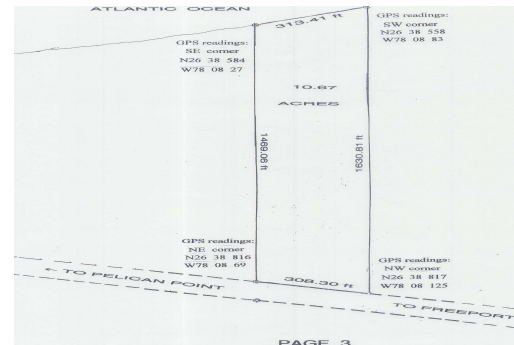 ATLANTIC OCEAN
313.41 ft
GPS readings:
SE corner
N26 38 584
W78 08 27
GPS readings:
SW corner
N26 38 558
W78 08 83
10.67
ACRES
1469.06 ft
1630.81 ft
GPS readings:
NE corner
N26 38 816
W78 08 69
GPS readings:
NW corner
N26 38 817
W78 08 125
← TO PELICAN POINT
308.30 ft
TO FREEPORT
PAGE 3